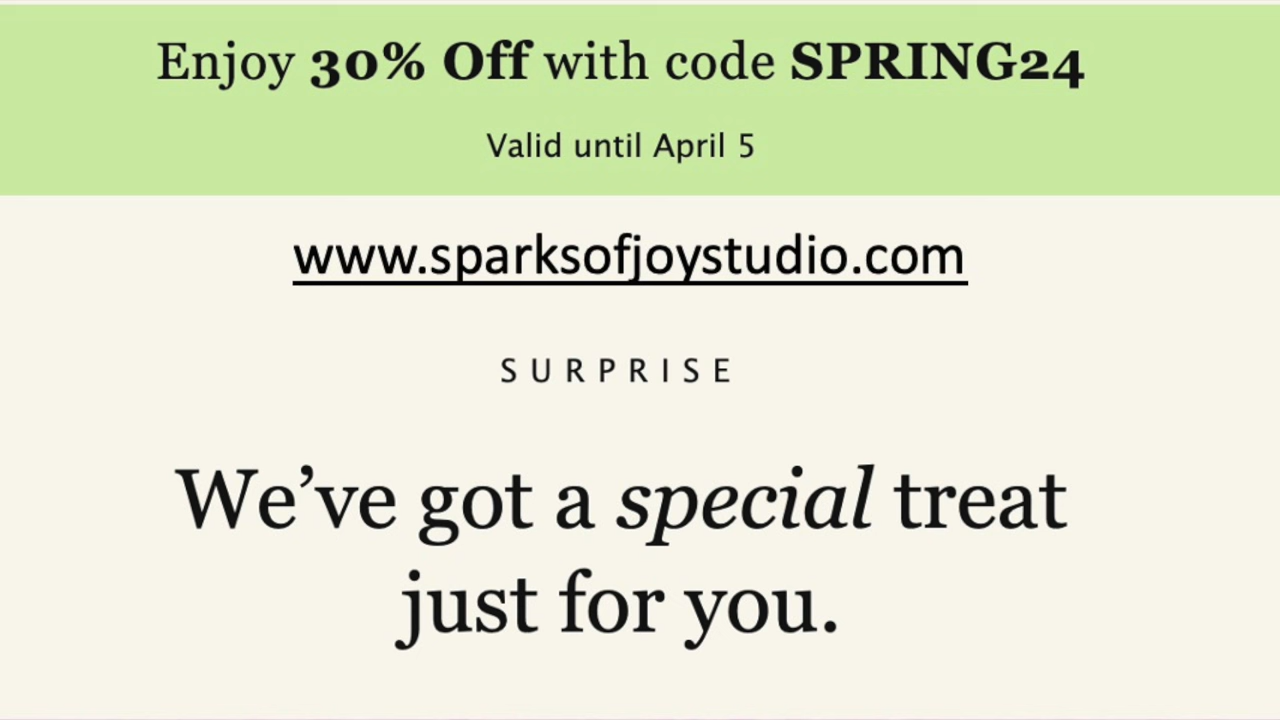 Enjoy 30% Off with code SPRING24
Valid until April 5
www.sparksofjoystudio.com
SURPRISE
We’ve got a special treat
just for you.